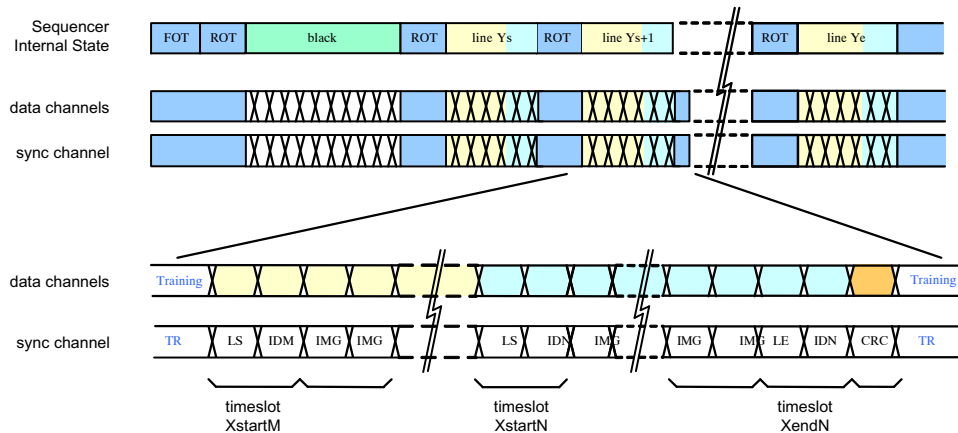 Sequencer
Internal State
FOT ROT black ROT line Ys ROT line Ys+1 ROT line Ye
data channels
sync channel
data channels
Training Training
sync channel
TR LS IDM IMG IMG LS IDN IMG IMG IMG LE IDN CRC TR
timeslot timeslot timeslot
XstartM XstartN XendN